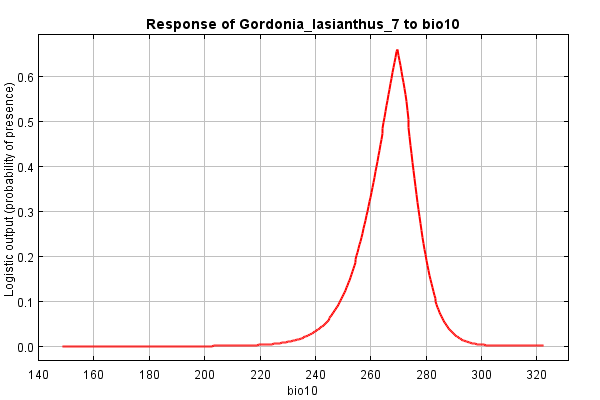 Response of Gordonia_lasianthus_7 to bio10
Logistic output (probability of presence)
0.6
0.5
0.4
0.3
0.2
0.1
0.0
140 160 180 200 220 240 260 280 300 320
bio10